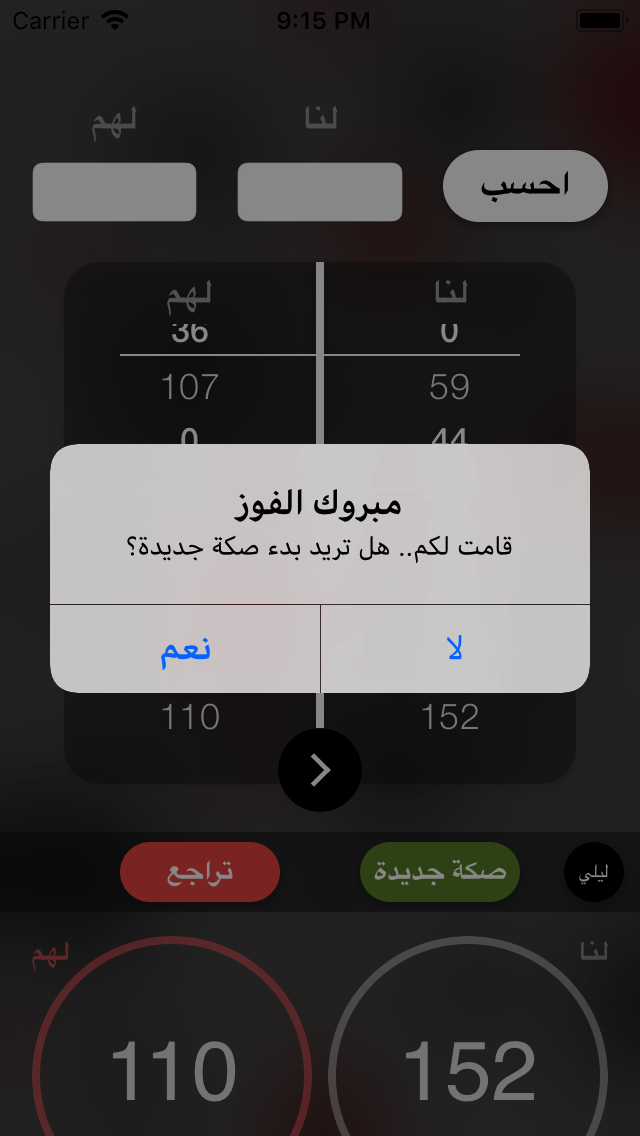 Carrier 9:15 PM
لنا لهم
احسب
لنا لهم
0 36
59 107
44 0
مبروك الفوز
قامت لكم.. هل تريد بدء صكة جديدة؟
لا نعم
152 110
ليلي صكة جديدة تراجع
لنا لهم
152 110